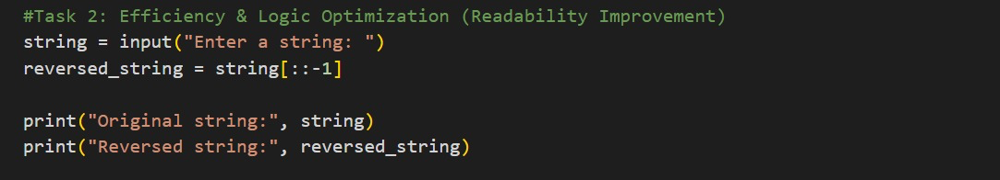 #Task 2: Efficiency & Logic Optimization (Readability Improvement)
string = input("Enter a string: ")
reversed_string = string[::-1]
print("Original string:", string)
print("Reversed string:", reversed_string)